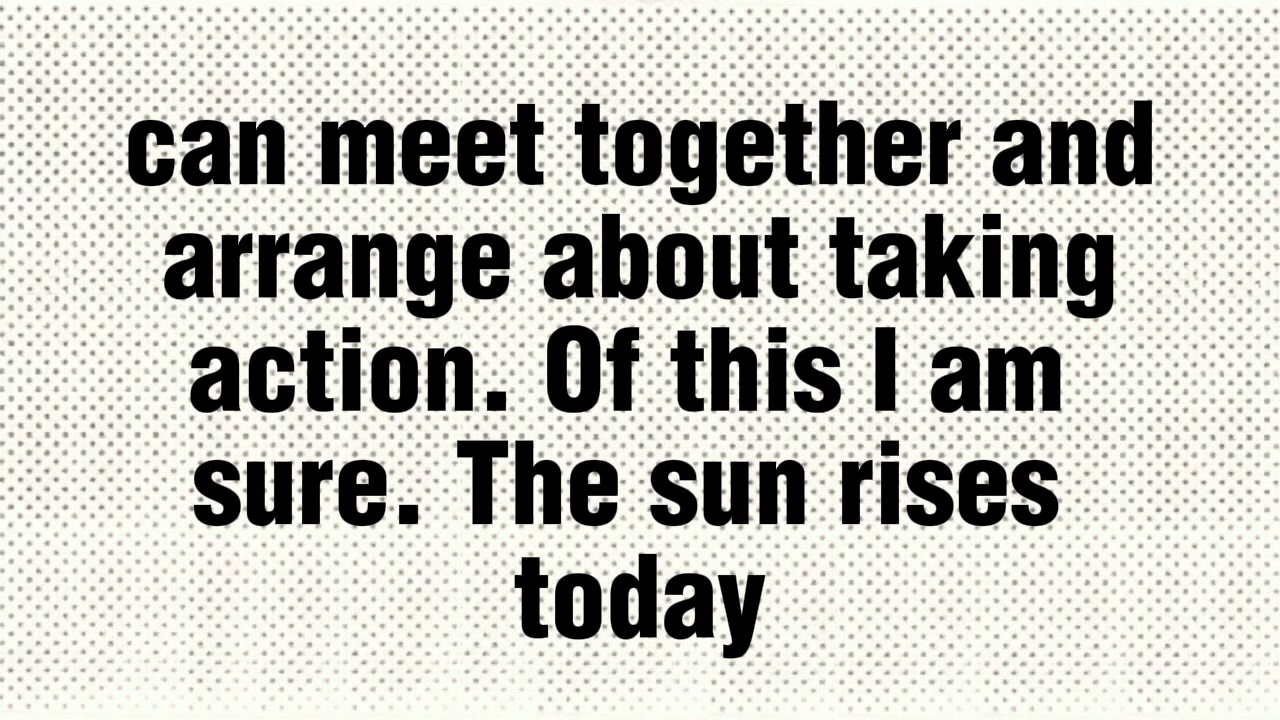 can meet together and
arrange about taking
action. Of this I am
sure. The sun rises
today